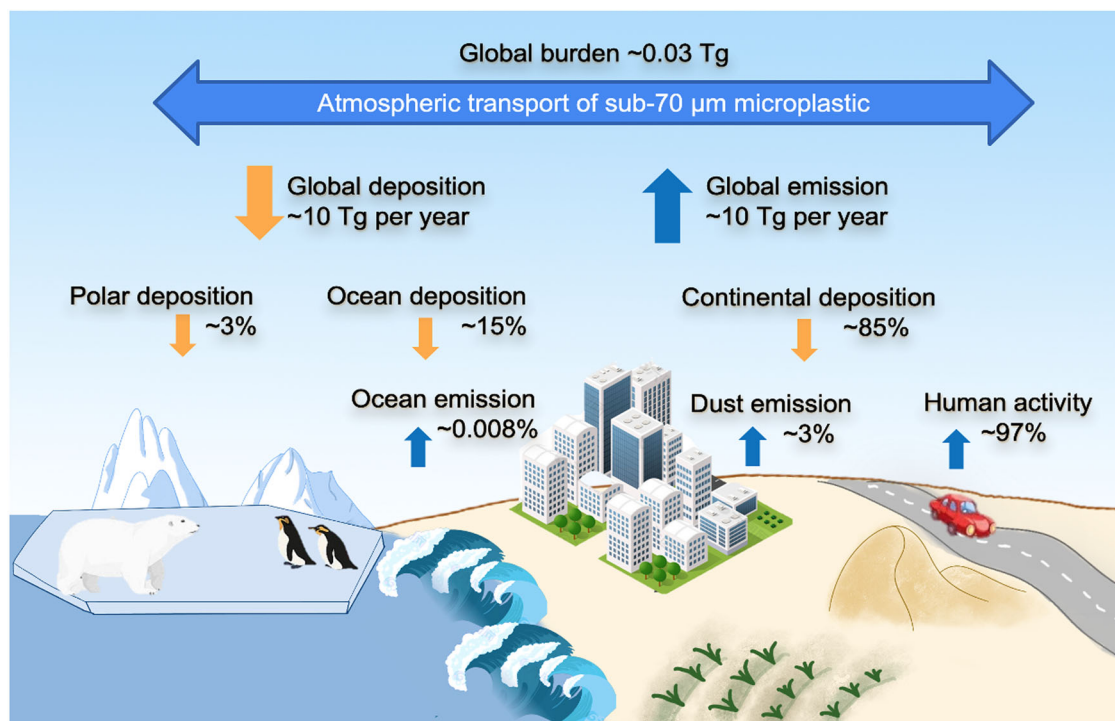 Global burden ~0.03 Tg
Atmospheric transport of sub-70 µm microplastic
Global deposition
~10 Tg per year
Global emission
~10 Tg per year
Polar deposition
~3%
Ocean deposition
~15%
Continental deposition
~85%
Ocean emission
~0.008%
Dust emission
~3%
Human activity
~97%